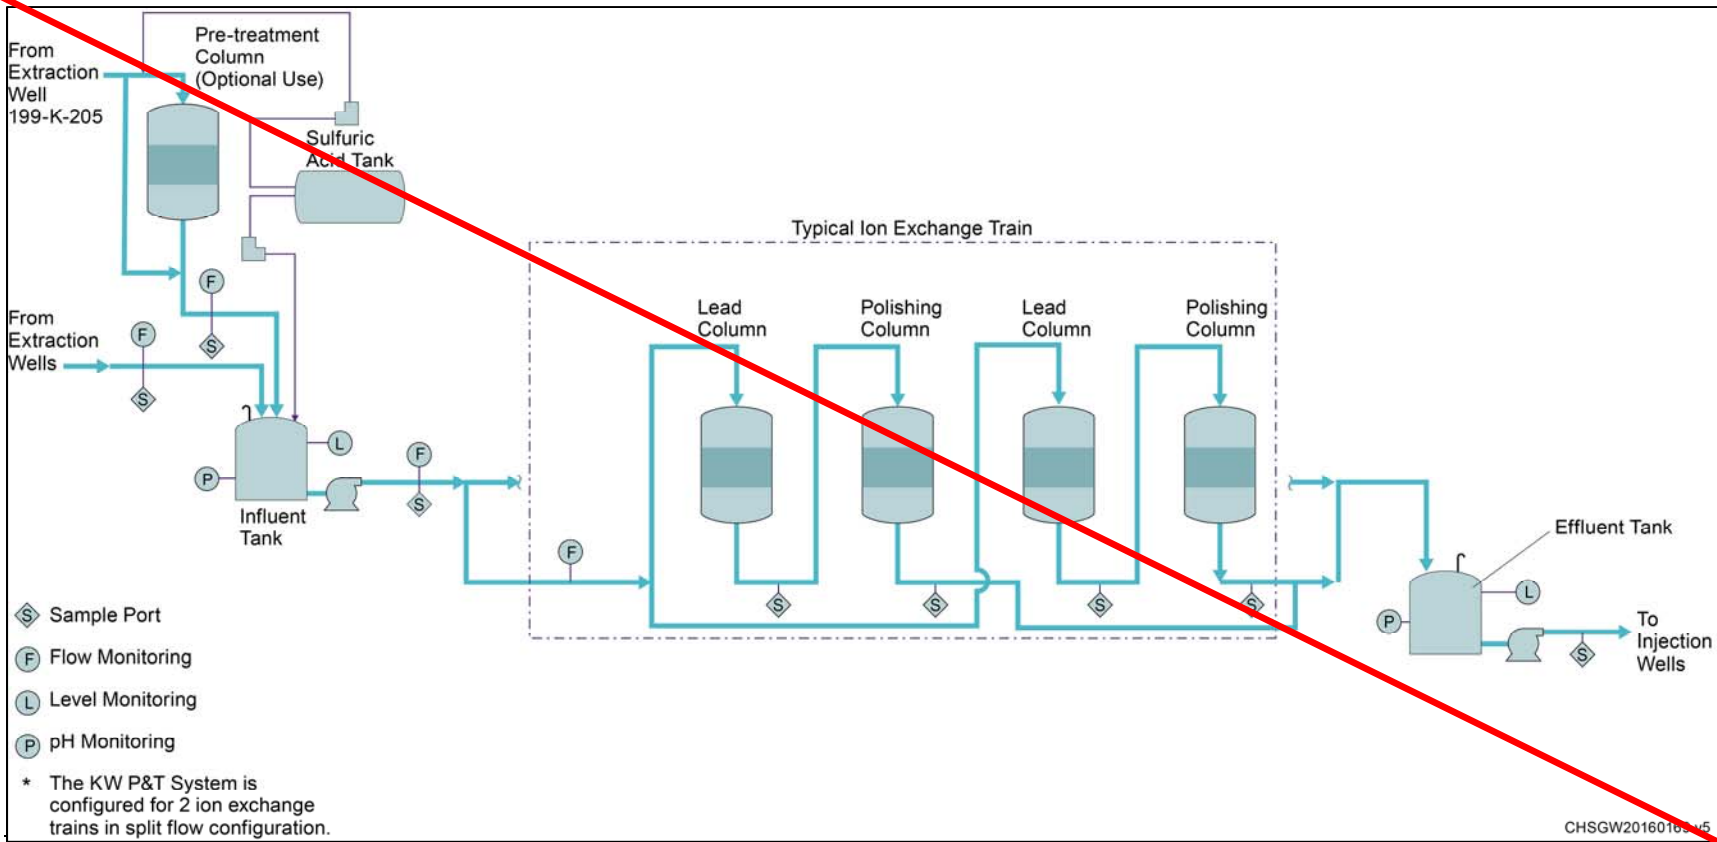 Pre-treatment
Column
(Optional Use)
From
Extraction
Well
199-K-205
Sulfuric
Acid Tank
Typical Ion Exchange Train
F
From
Extraction
Wells
F
S
S
Lead
Column
Polishing
Column
Lead
Column
Polishing
Column
L
P
F
S
Influent
Tank
F
S
S
S
S
Effluent Tank
L
P
S
To
Injection
Wells
S Sample Port
F Flow Monitoring
L Level Monitoring
P pH Monitoring
* The KW P&T System is
configured for 2 ion exchange
trains in split flow configuration.